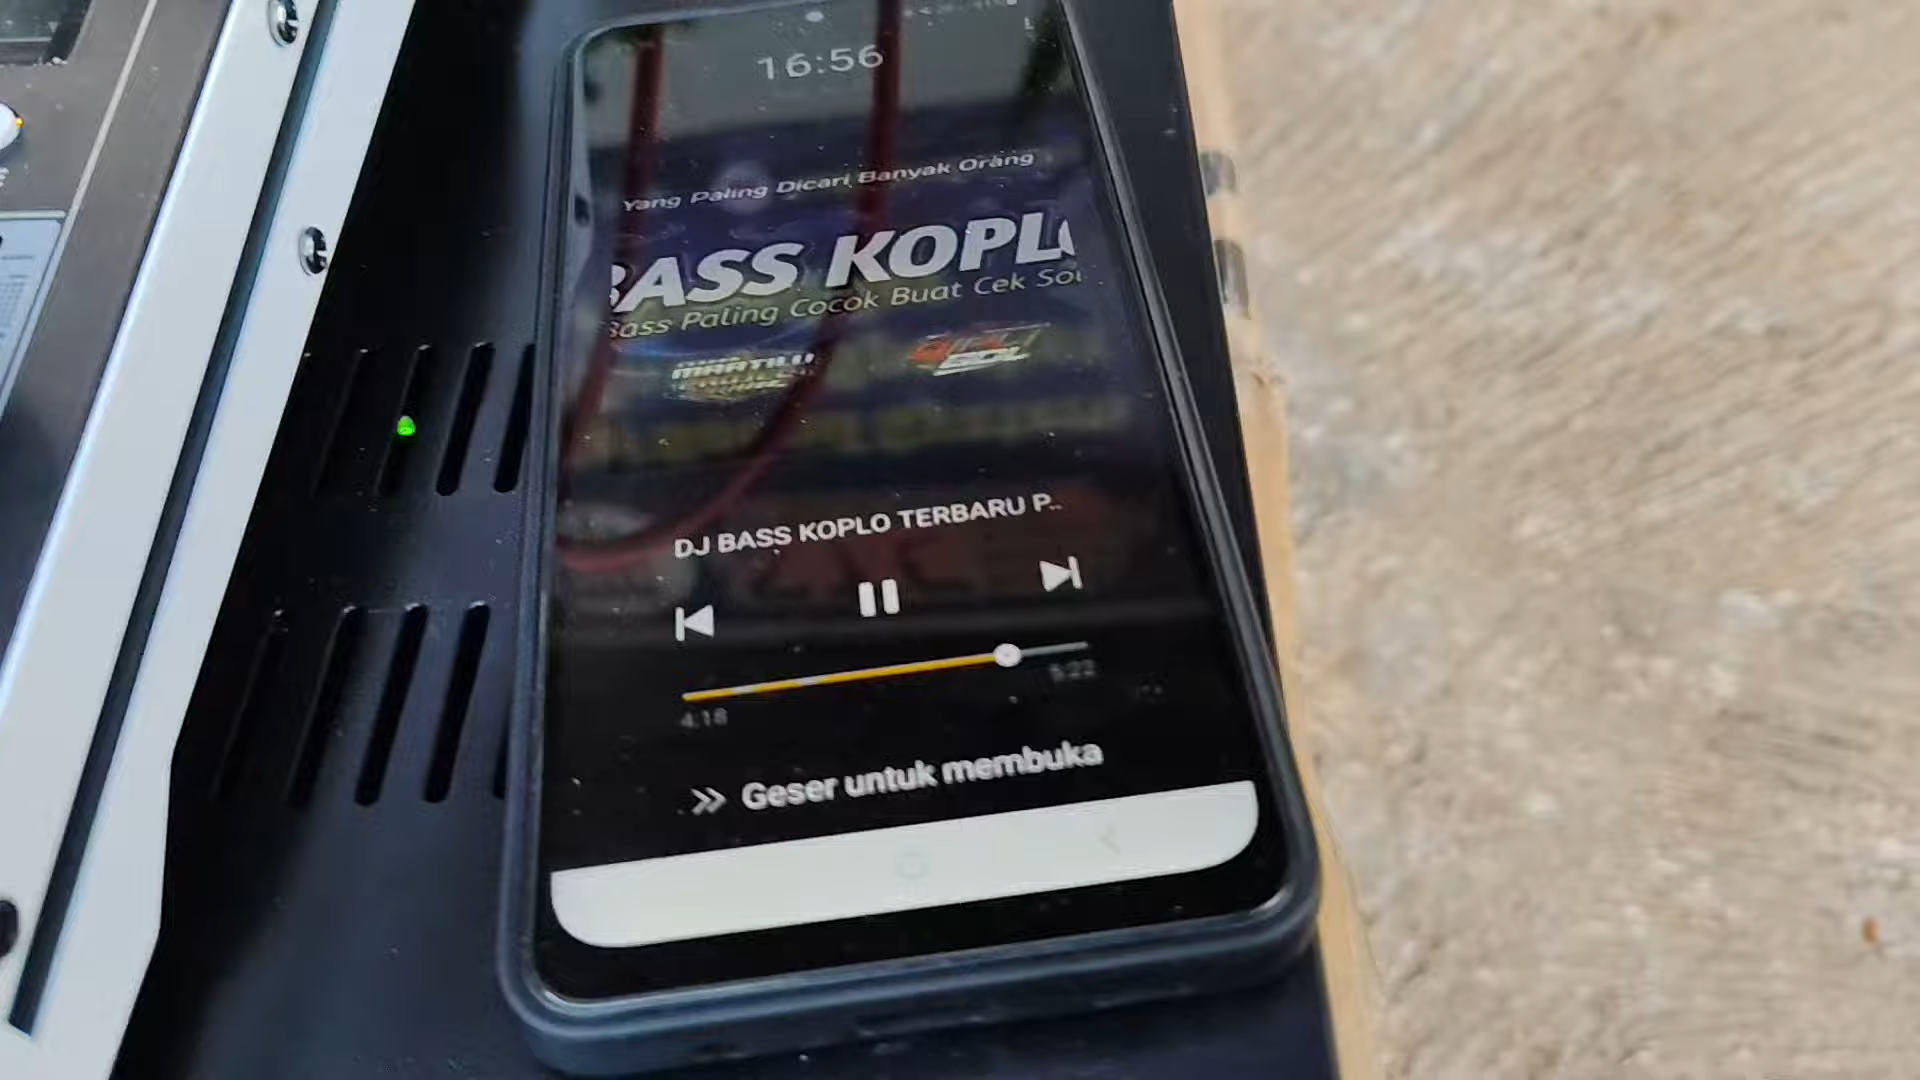 16:56
Yang Paling Dicari Banyak Orang
BASS KOPL
Bass Paling Cocok Buat Cek Sou
DJ BASS KOPLO TERBARU P..
4:18
5:22
>> Geser untuk membuka